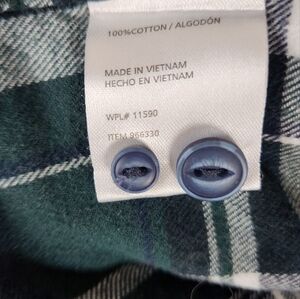 100%COTTON / ALGODÓN
MADE IN VIETNAM
HECHO EN VIETNAM
WPL# 11590
ITEM 966330